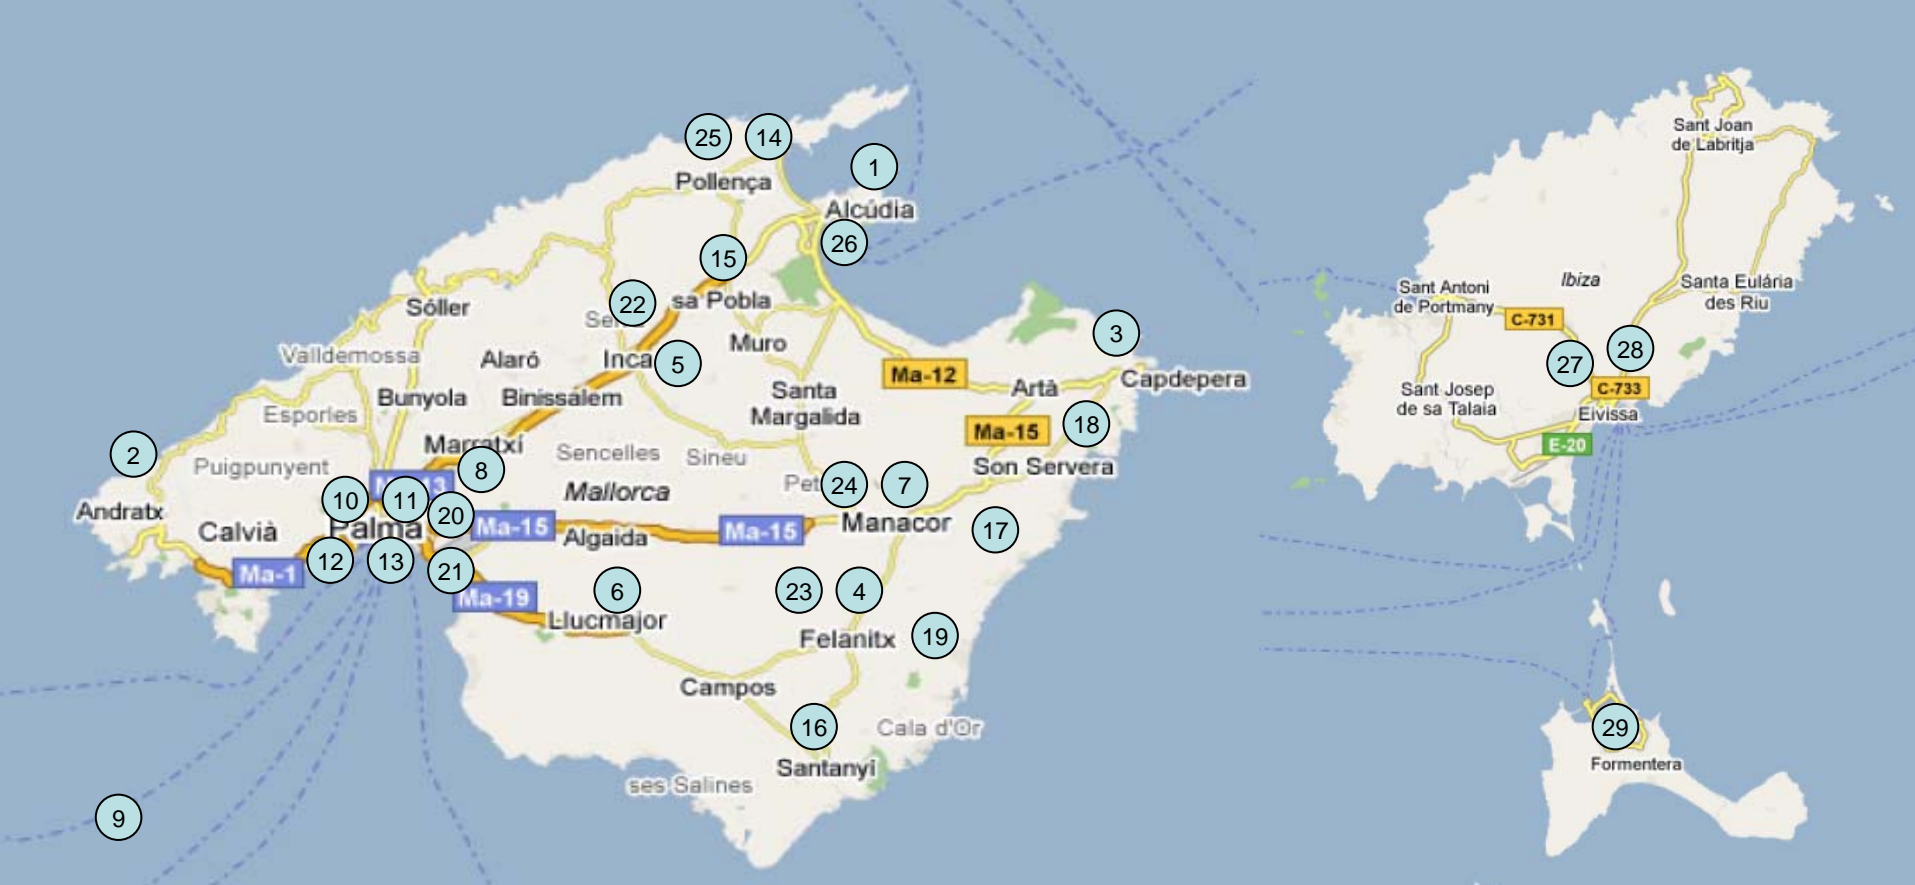 25
14
1
Pollença
Alcúdia
26
15
22
sa Pobla
Sóller
3
Muro
Valldemossa
Alaró
Inca
5
Ma-12
Artà
Capdepera
Bunyola
Binissalem
Santa
Margalida
Esporles
18
Ma-15
2
Marratxí
Sencelles
Sineu
Son Servera
Puigpunyent
8
Mallorca
24
7
Andratx
10
11
20
Calvià
Palma
Ma-15
Algaida
Ma-15
Manacor
17
12
13
21
Ma-1
Ma-19
6
23
4
Llucmajor
Felanitx
19
Campos
16
Cala d'Or
Santanyí
ses Salines
9
Sant Joan
de Labritja
Ibiza
Sant Antoni
de Portmany
Santa Eulária
des Riu
C-731
27
28
C-733
Sant Josep
de sa Talaia
Eivissa
E-20
29
Formentera